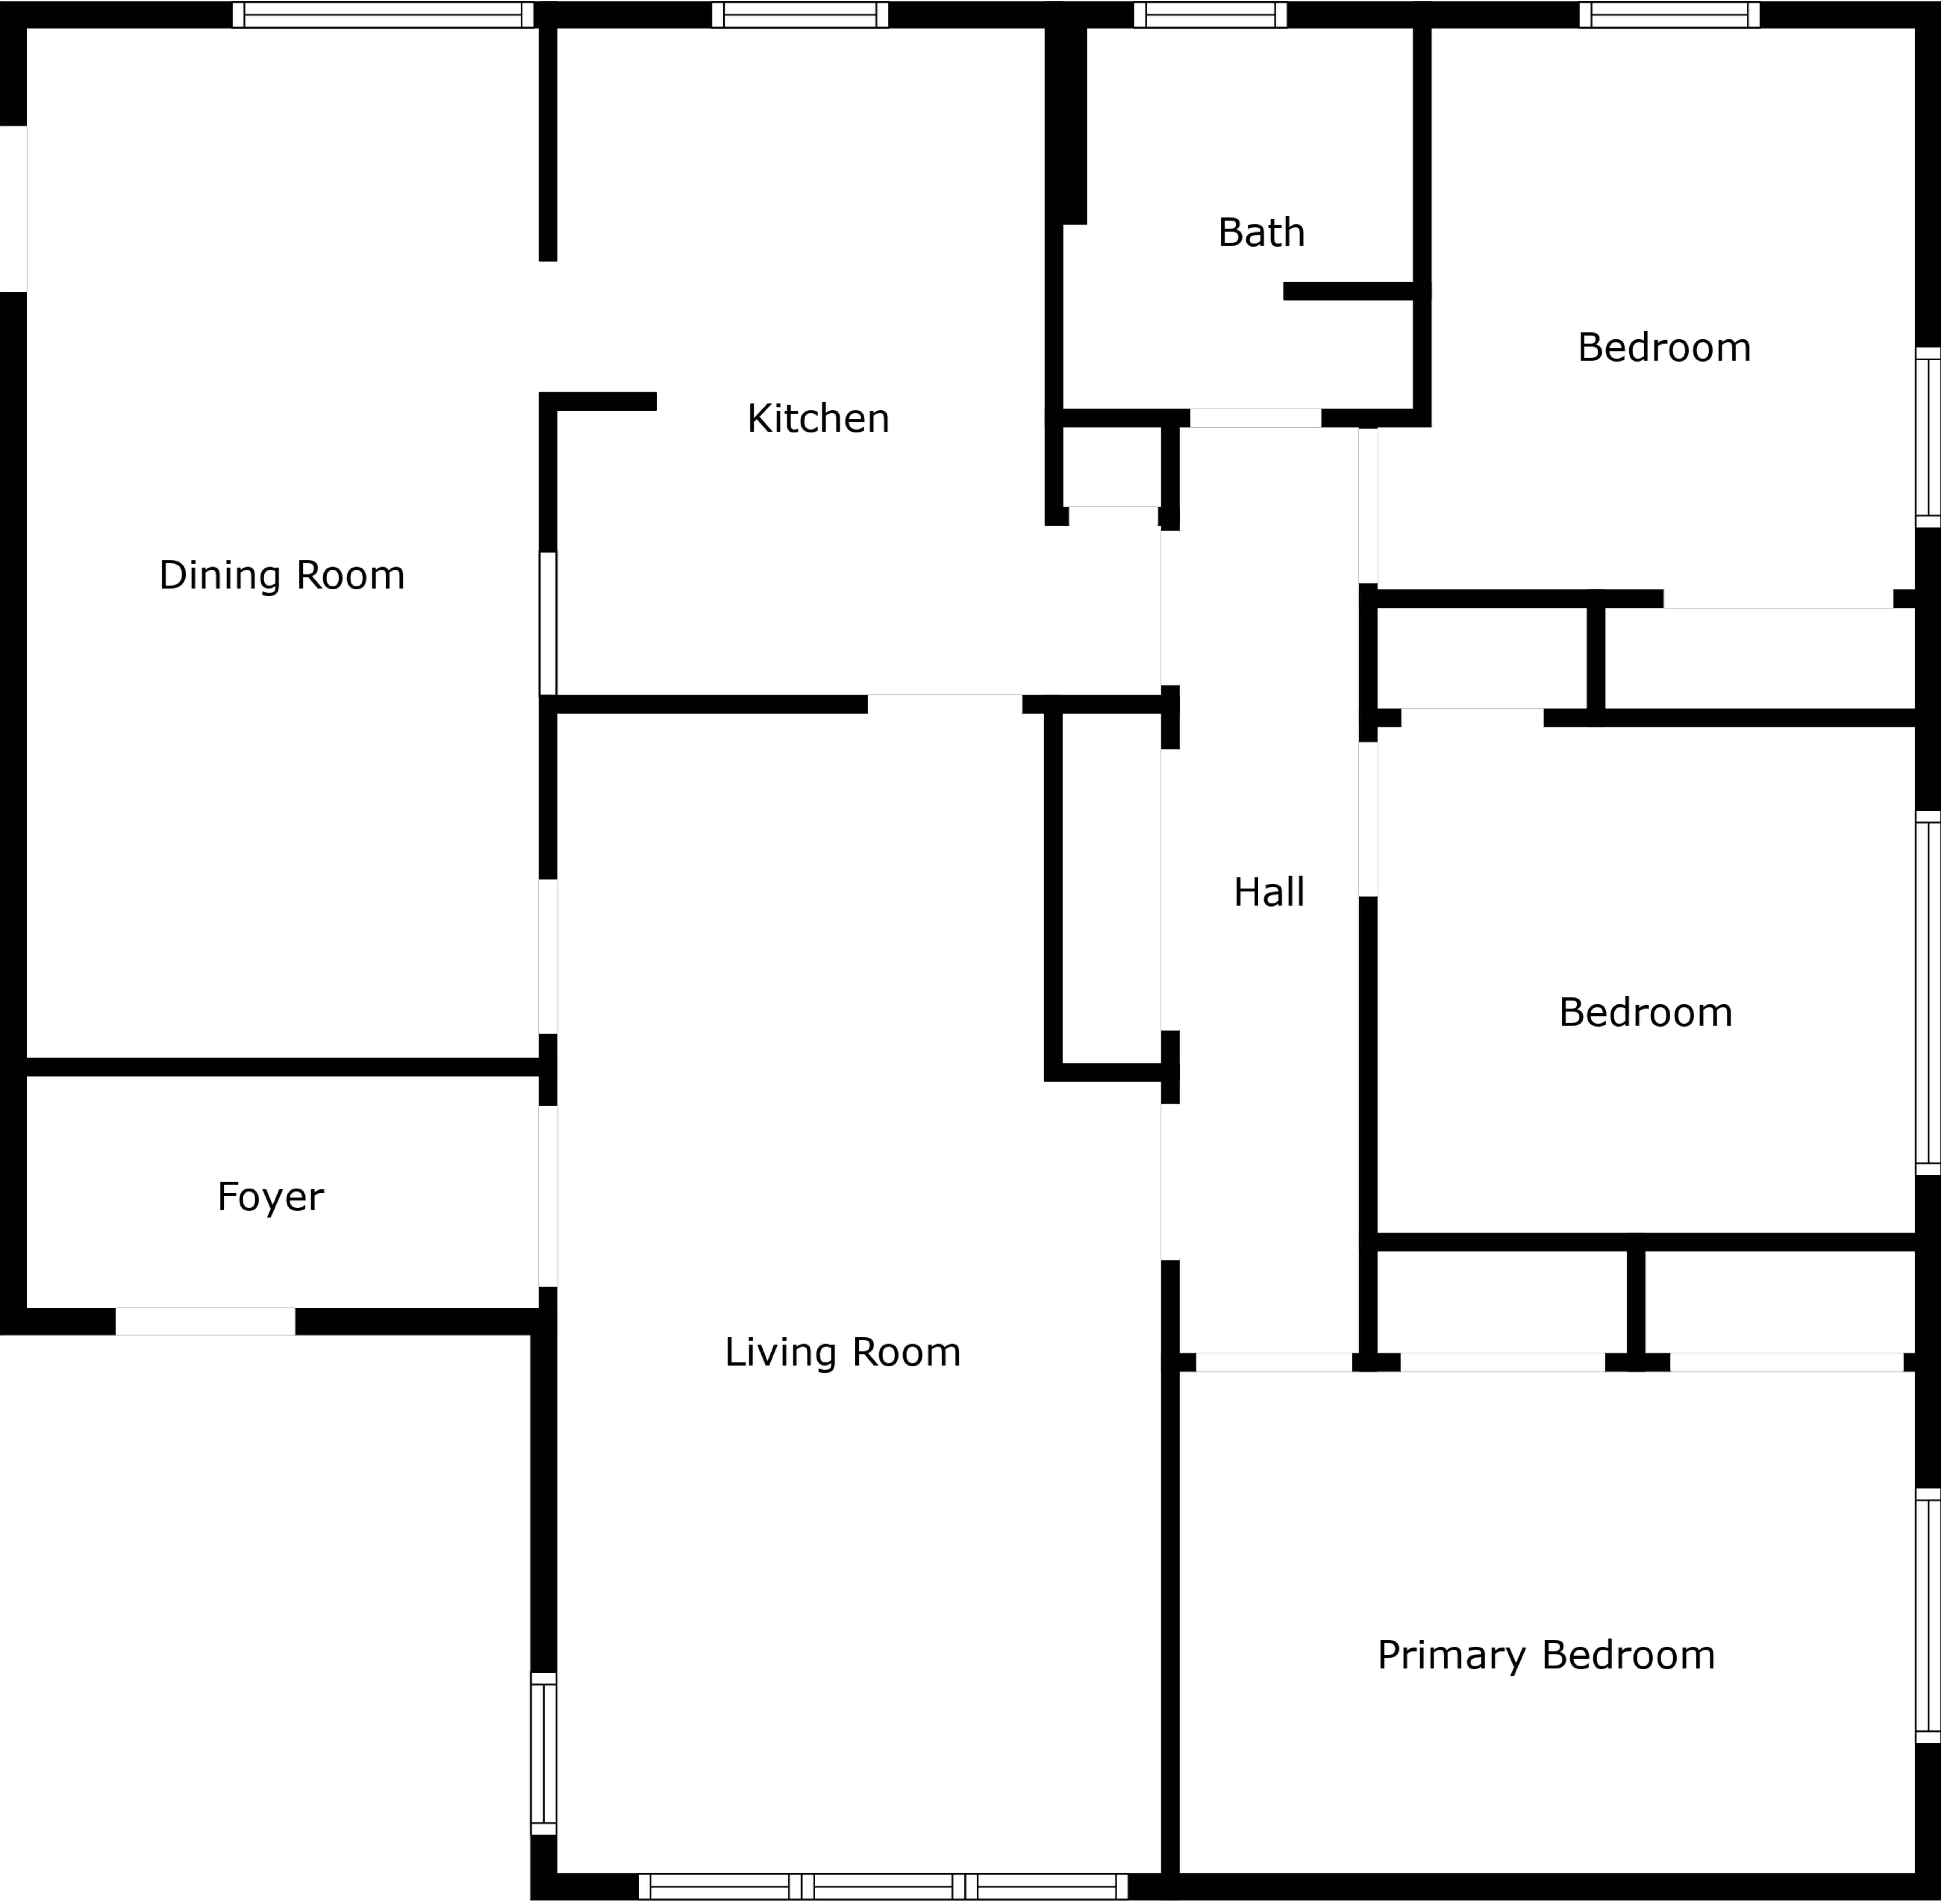 Bath
Bedroom
Kitchen
Dining Room
Hall
Bedroom
Foyer
Living Room
Primary Bedroom